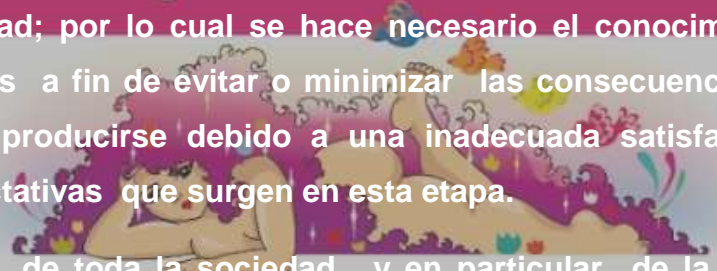 ad; por lo cual se hace necesario el conocim
s a fin de evitar o minimizar las consecuenc
producirse debido a una inadecuada satisfa
tativas que surgen en esta etapa.
de toda la sociedad y en particular de la